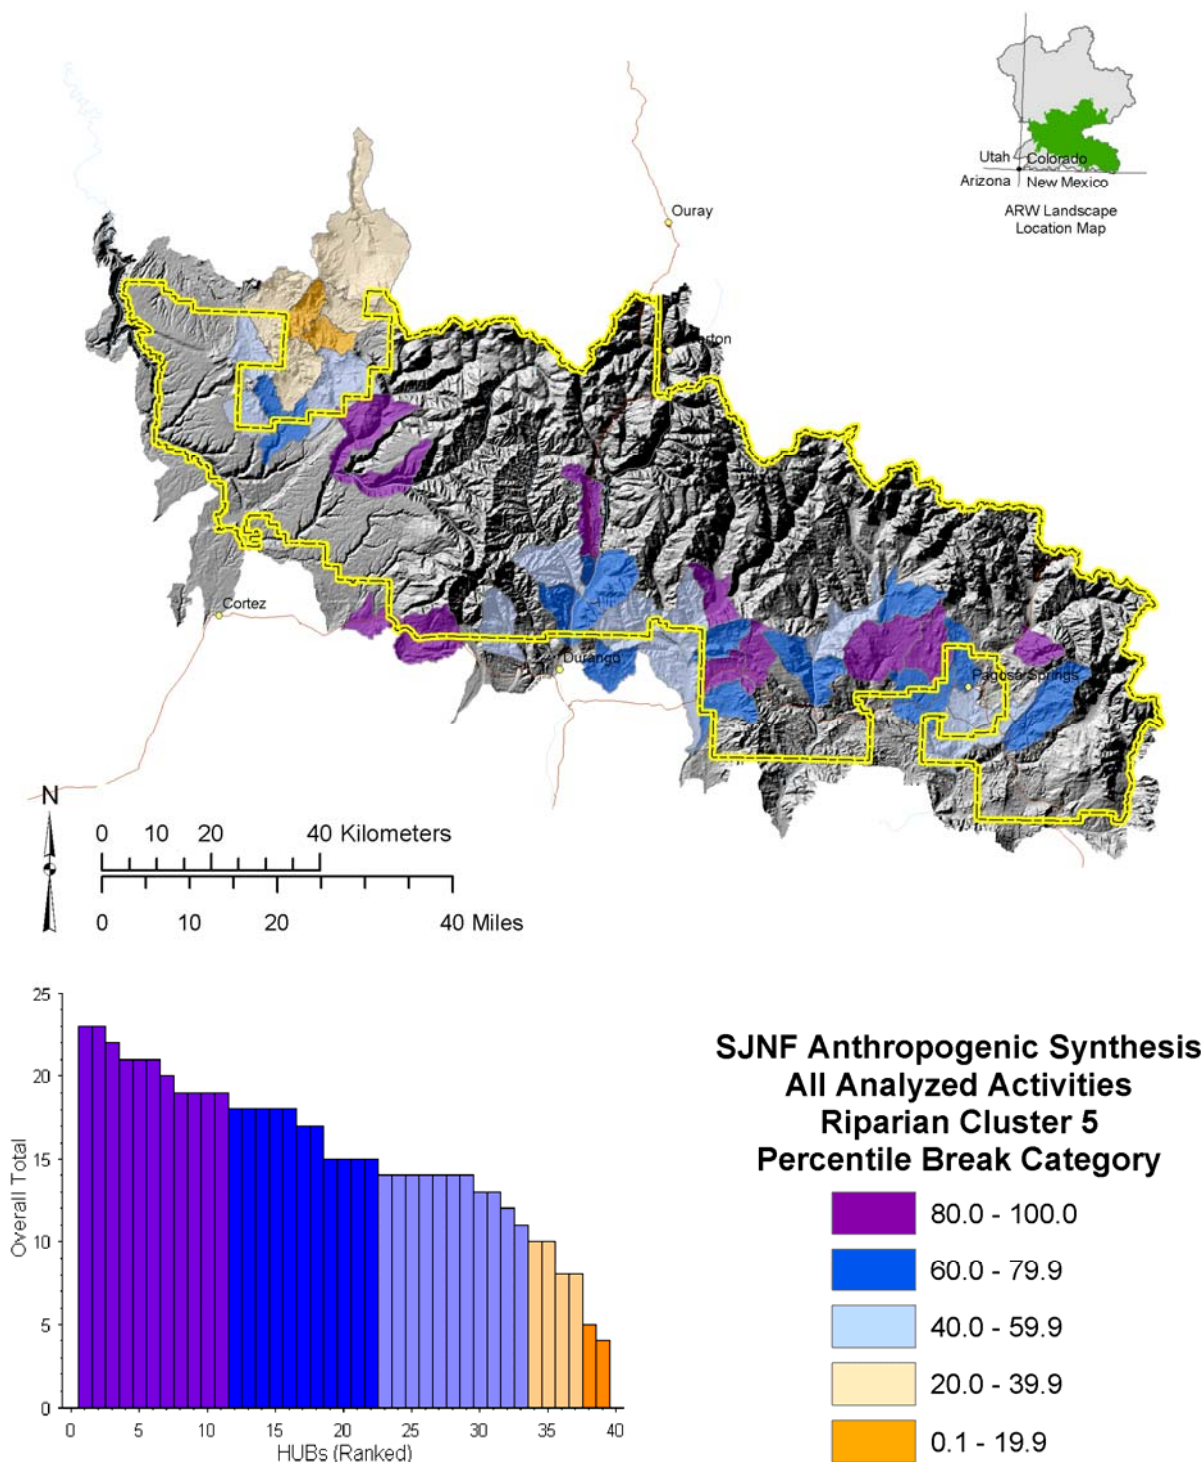 Utah
Colorado
Arizona
New Mexico
ARW Landscape
Location Map
Ouray
erton
Cortez
Durango
Pagosa Springs
N
0 10 20 40 Kilometers
0 10 20 40 Miles
25
20
15
10
5
0
Overall Total
0 5 10 15 20 25 30 35 40
HUBs (Ranked)
SJNF Anthropogenic Synthesis
All Analyzed Activities
Riparian Cluster 5
Percentile Break Category
80.0 - 100.0
60.0 - 79.9
40.0 - 59.9
20.0 - 39.9
0.1 - 19.9